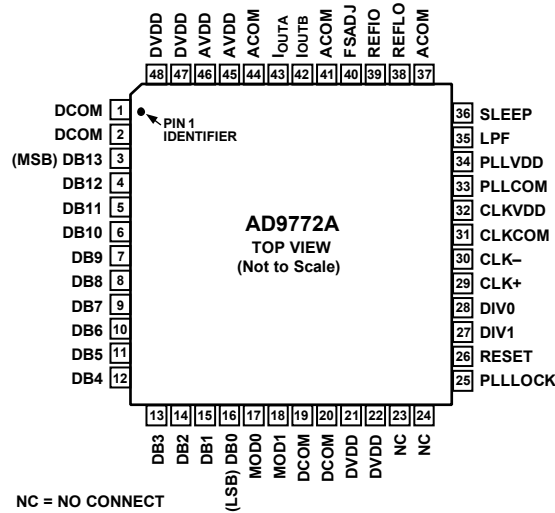 DVDD DVDD AVDD AVDD ACOM IOUTA IOUTB ACOM FSADJ REFIO REFLO ACOM
48 47 46 45 44 43 42 41 40 39 38 37
DCOM 1
DCOM 2
(MSB) DB13 3
DB12 4
DB11 5
DB10 6
DB9 7
DB8 8
DB7 9
DB6 10
DB5 11
DB4 12
PIN 1
IDENTIFIER
AD9772A
TOP VIEW
(Not to Scale)
36 SLEEP
35 LPF
34 PLLVDD
33 PLLCOM
32 CLKVDD
31 CLKCOM
30 CLK–
29 CLK+
28 DIV0
27 DIV1
26 RESET
25 PLLLOCK
13 14 15 16 17 18 19 20 21 22 23 24
DB3 DB2 DB1 (LSB) DB0 MOD0 MOD1 DCOM DCOM DVDD DVDD NC NC
NC = NO CONNECT